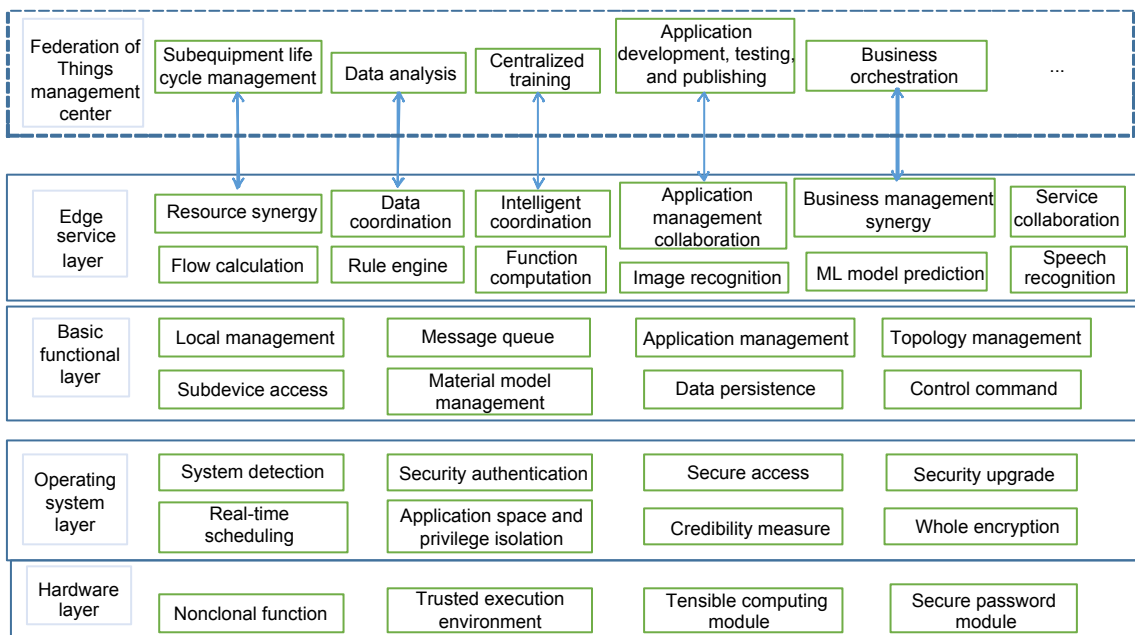 Federation of
Things
management
center
Subequipment life
cycle management
Data analysis
Centralized
training
Application
development, testing,
and publishing
Business
orchestration
...
Edge
service
layer
Resource synergy
Data
coordination
Intelligent
coordination
Application
management
collaboration
Business management
synergy
Service
collaboration
Flow calculation
Rule engine
Function
computation
Image recognition
ML model prediction
Speech
recognition
Basic
functional
layer
Local management
Message queue
Application management
Topology management
Subdevice access
Material model
management
Data persistence
Control command
Operating
system
layer
System detection
Security authentication
Secure access
Security upgrade
Real-time
scheduling
Application space and
privilege isolation
Credibility measure
Whole encryption
Hardware
layer
Nonclonal function
Trusted execution
environment
Tensible computing
module
Secure password
module